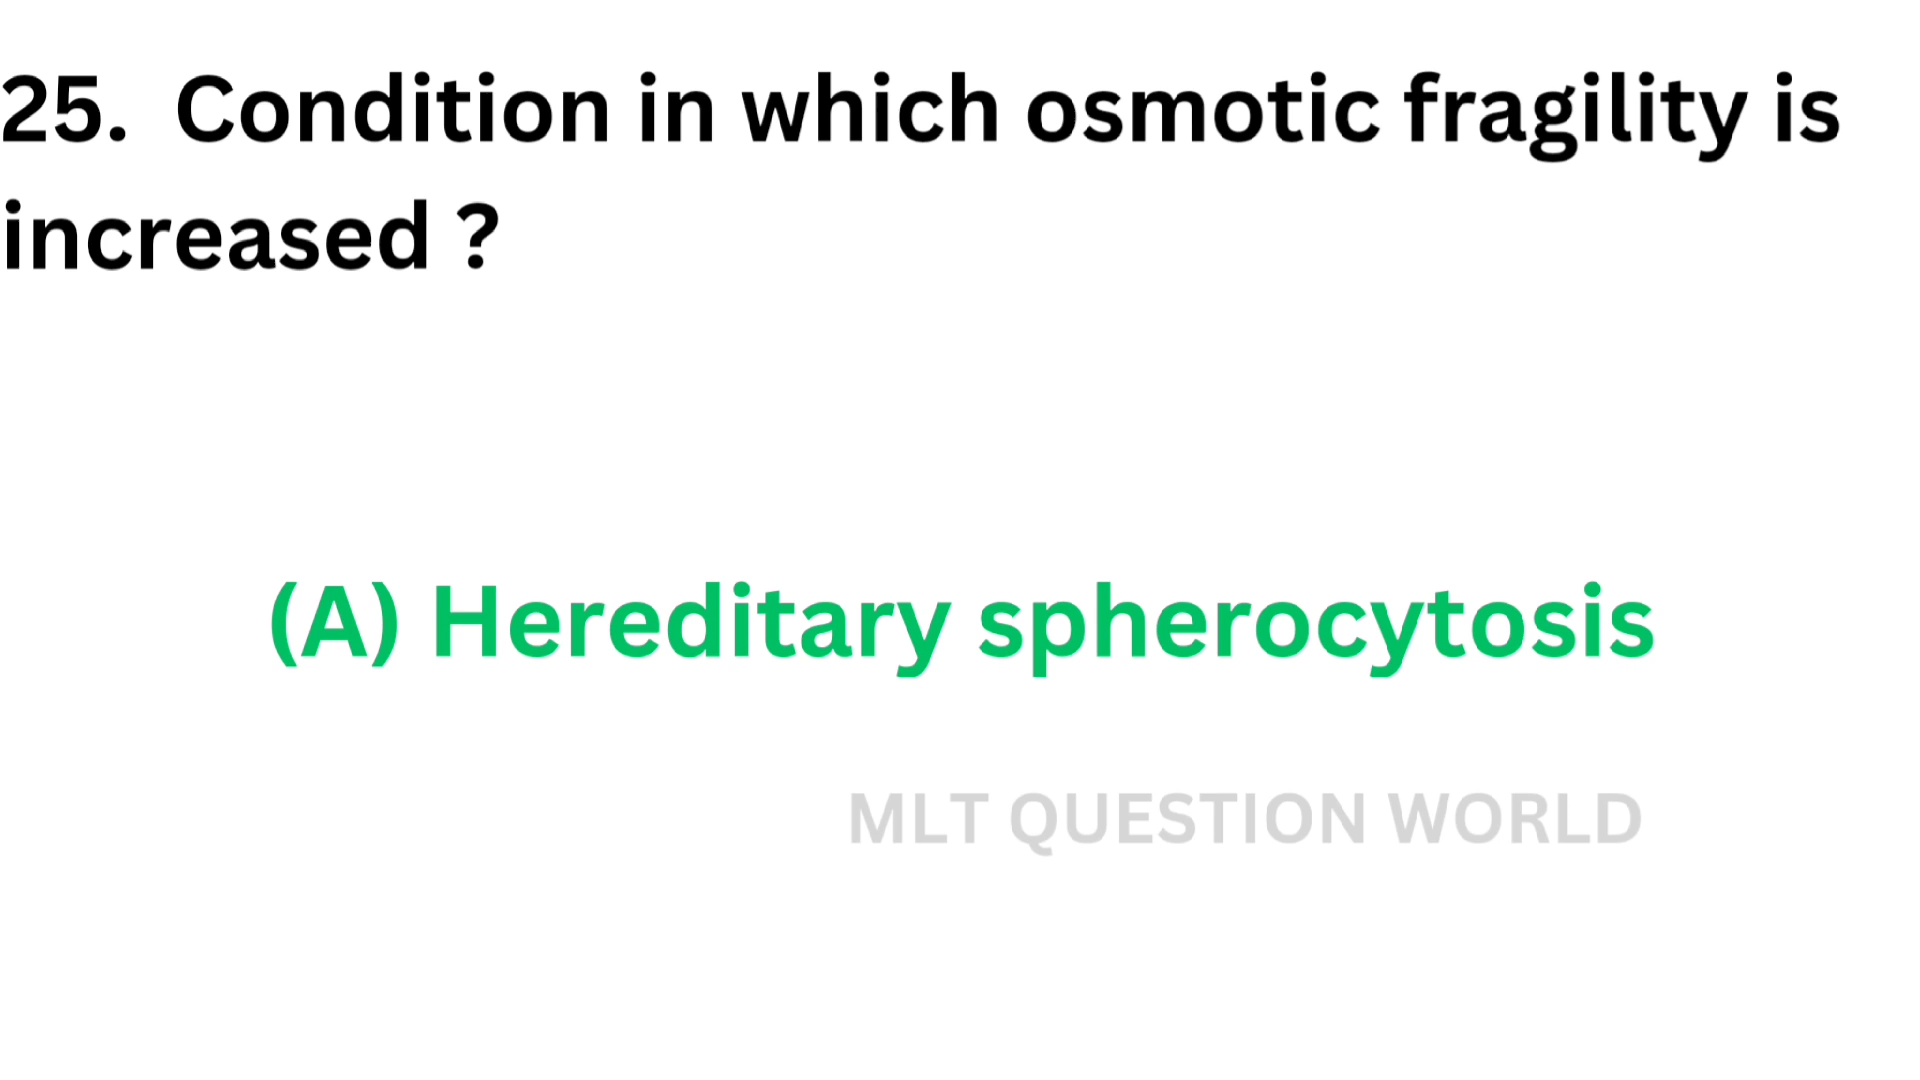 25. Condition in which osmotic fragility is
increased ?
(A) Hereditary spherocytosis
MLT QUESTION WORLD